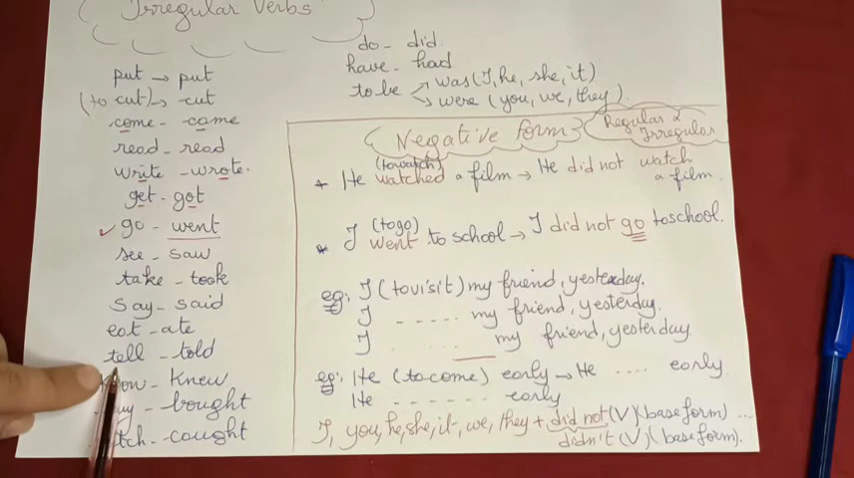 Irregular Verbs
put → put
(to cut) → cut
come - came
read - read
write - wrote.
get - got
go - went
see - saw
take - took
say - said
eat - ate
tell - told
know - knew
bought
caught
do - did
have - had
to be → was (I, he, she, it)
→ were (you, we, they)
Negative form
Regular &
Irregular
(to watch)
* He watched a film → He did not watch
a film
(to go)
* I went to school → I did not go to school.
eg: I (to visit) my friend, yesterday.
I ----- my friend, yesterday.
I ..... my friend, yesterday
eg: He (to come) early → He .... early
He ------ early
I, you, he, she, it, we, they + did not (V) (base form) ...
didn't (V) (base form).